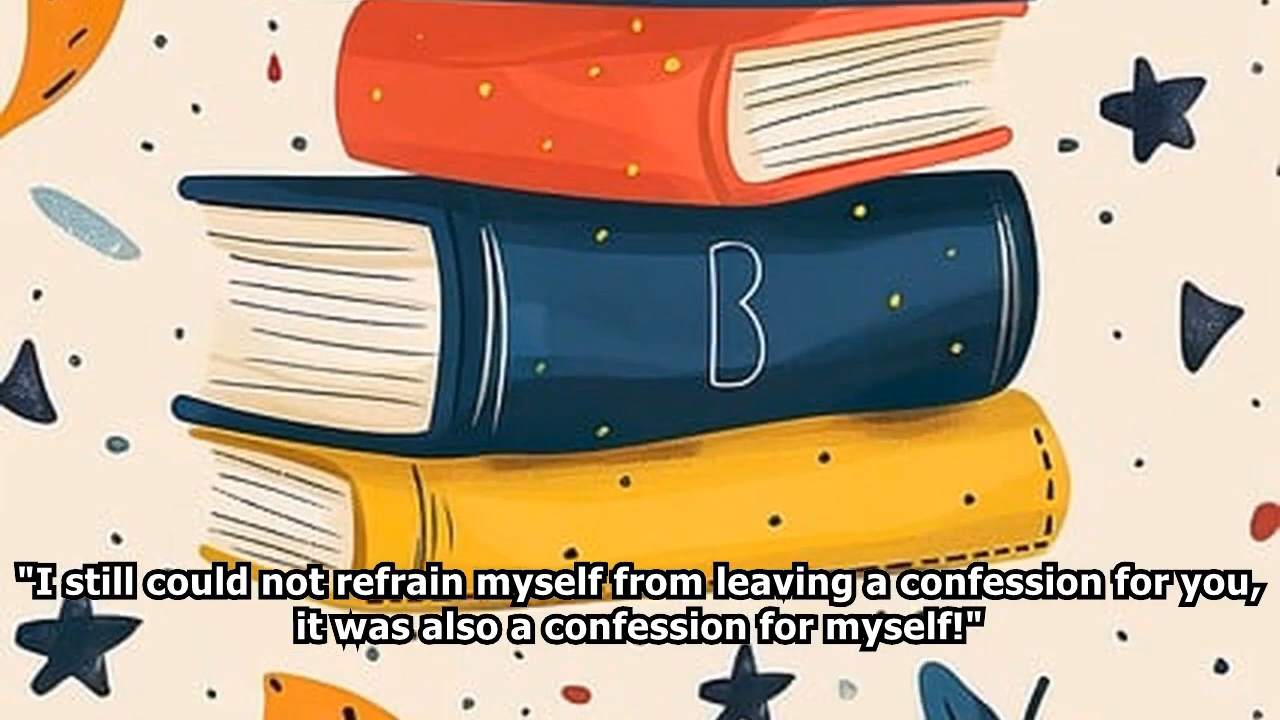 B
"I still could not refrain myself from leaving a confession for you,
it was also a confession for myself!"